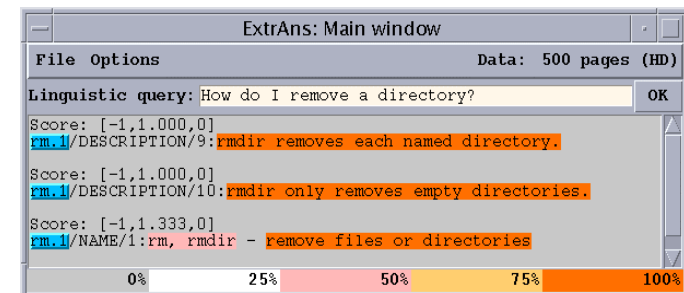 ExtrAns: Main window
File Options Data: 500 pages (HD)
Linguistic query: How do I remove a directory? OK
Score: [-1,1.000,0]
rm.1/DESCRIPTION/9:rmdir removes each named directory.
Score: [-1,1.000,0]
rm.1/DESCRIPTION/10:rmdir only removes empty directories.
Score: [-1,1.333,0]
rm.1/NAME/1:rm, rmdir - remove files or directories
0% 25% 50% 75% 100%